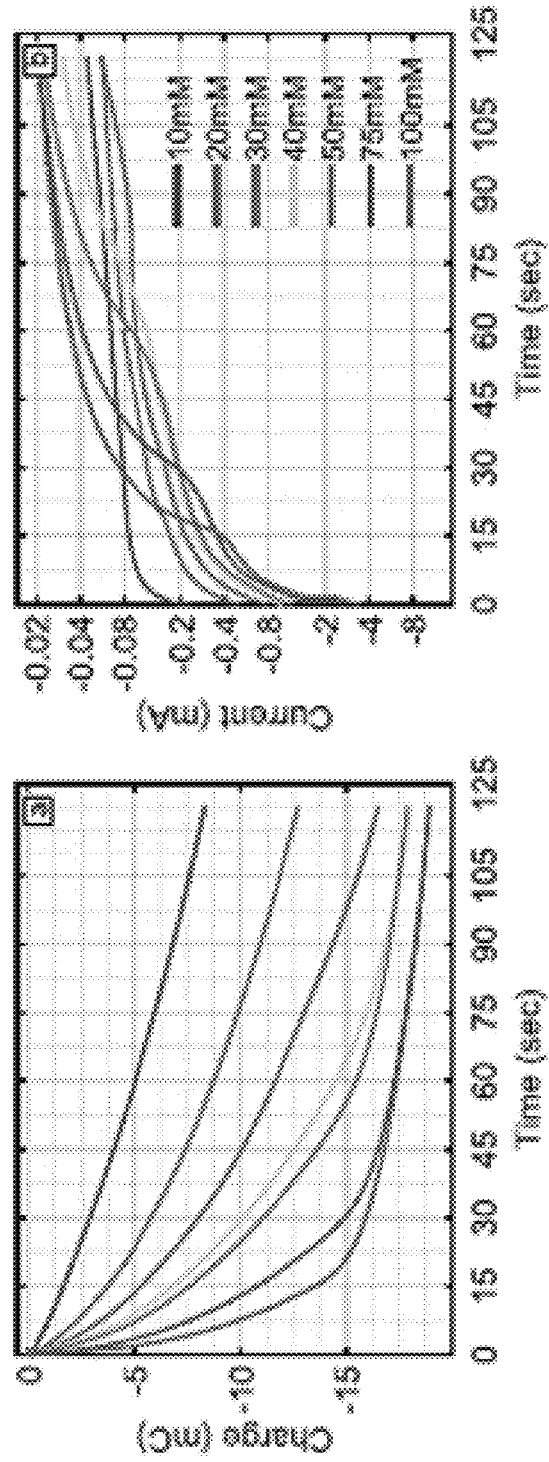 a
Charge (mC)
0
-5
-10
-15
0 15 30 45 60 75 90 105 125
Time (sec)
b
Current (mA)
-0.02
-0.04
-0.08
-0.2
-0.4
-0.8
-2
-4
-8
10mM
20mM
30mM
40mM
50mM
75mM
100mM
0 15 30 45 60 75 90 105 125
Time (sec)